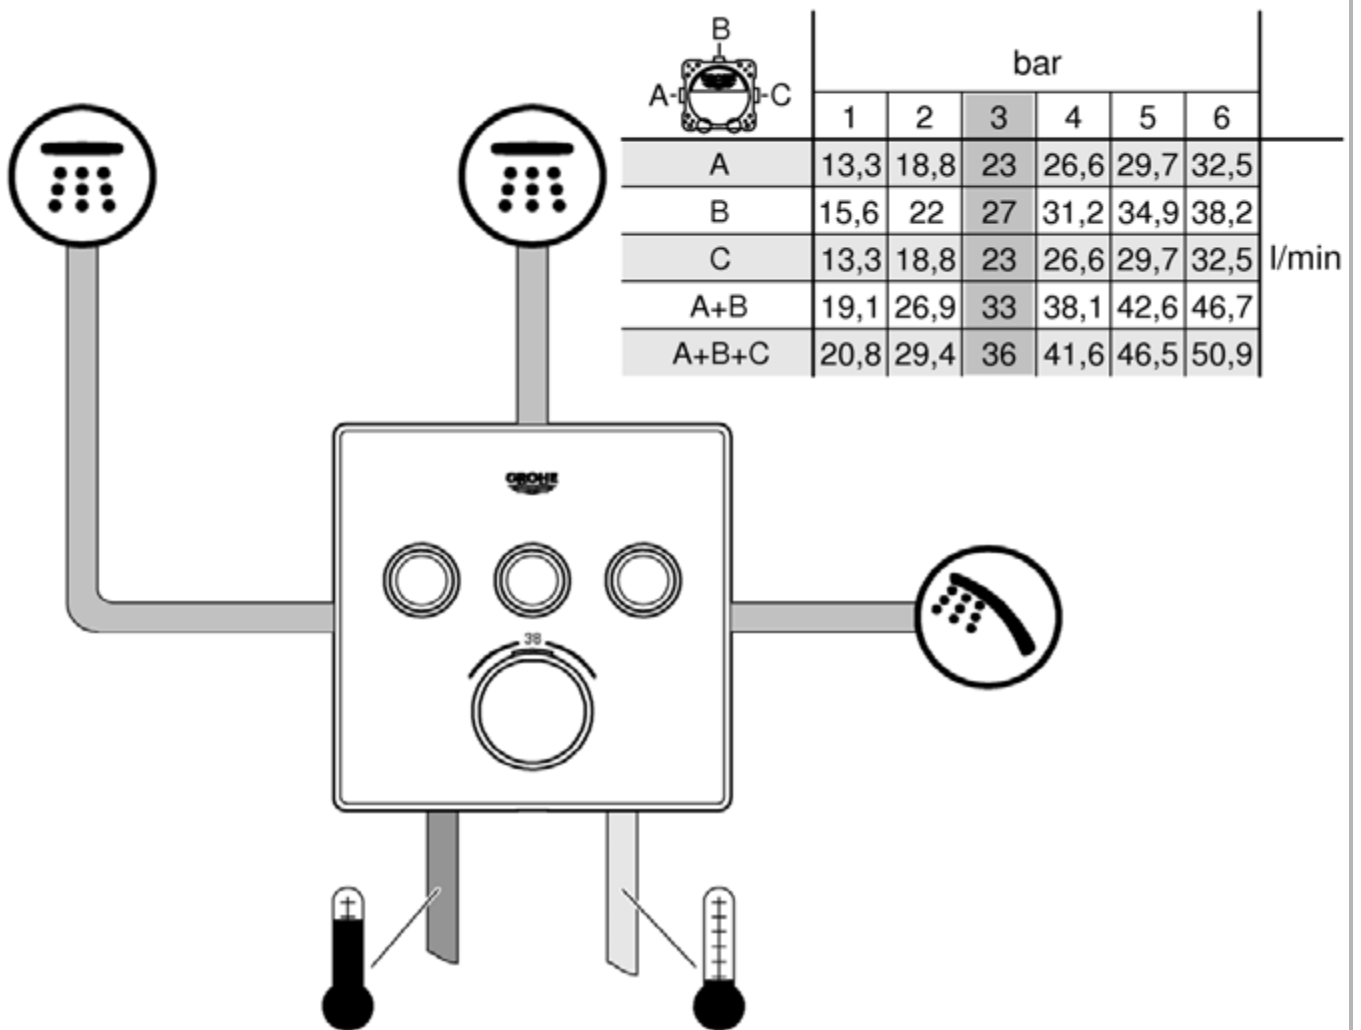 B
A C
bar
1 2 3 4 5 6
A 13,3 18,8 23 26,6 29,7 32,5
B 15,6 22 27 31,2 34,9 38,2
C 13,3 18,8 23 26,6 29,7 32,5 l/min
A+B 19,1 26,9 33 38,1 42,6 46,7
A+B+C 20,8 29,4 36 41,6 46,5 50,9
GROHE
38